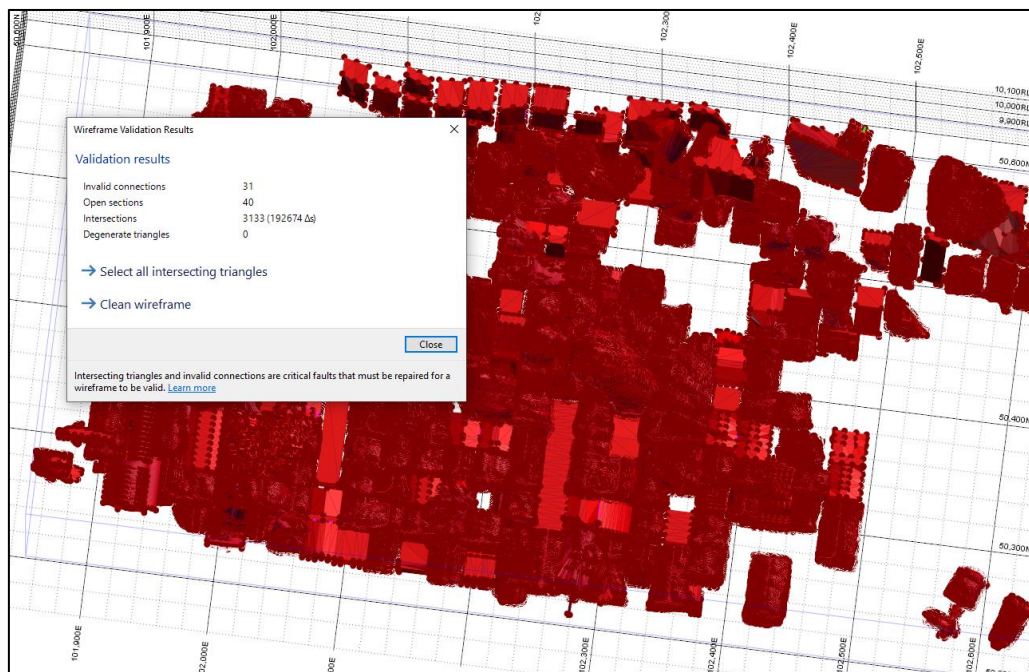 50,600N
101,900E
102,000E
102
102,300E
102,400E
102,500E
10,100RL
10,000RL
9,900RL
50,800N
Wireframe Validation Results
Validation results
Invalid connections 31
Open sections 40
Intersections 3133 (192674 Δs)
Degenerate triangles 0
→ Select all intersecting triangles
→ Clean wireframe
Close
Intersecting triangles and invalid connections are critical faults that must be repaired for a
wireframe to be valid. Learn more
50,400N
50,300N
101,900E
102,000E
102,300E
102,400E
102,500E
102,600E